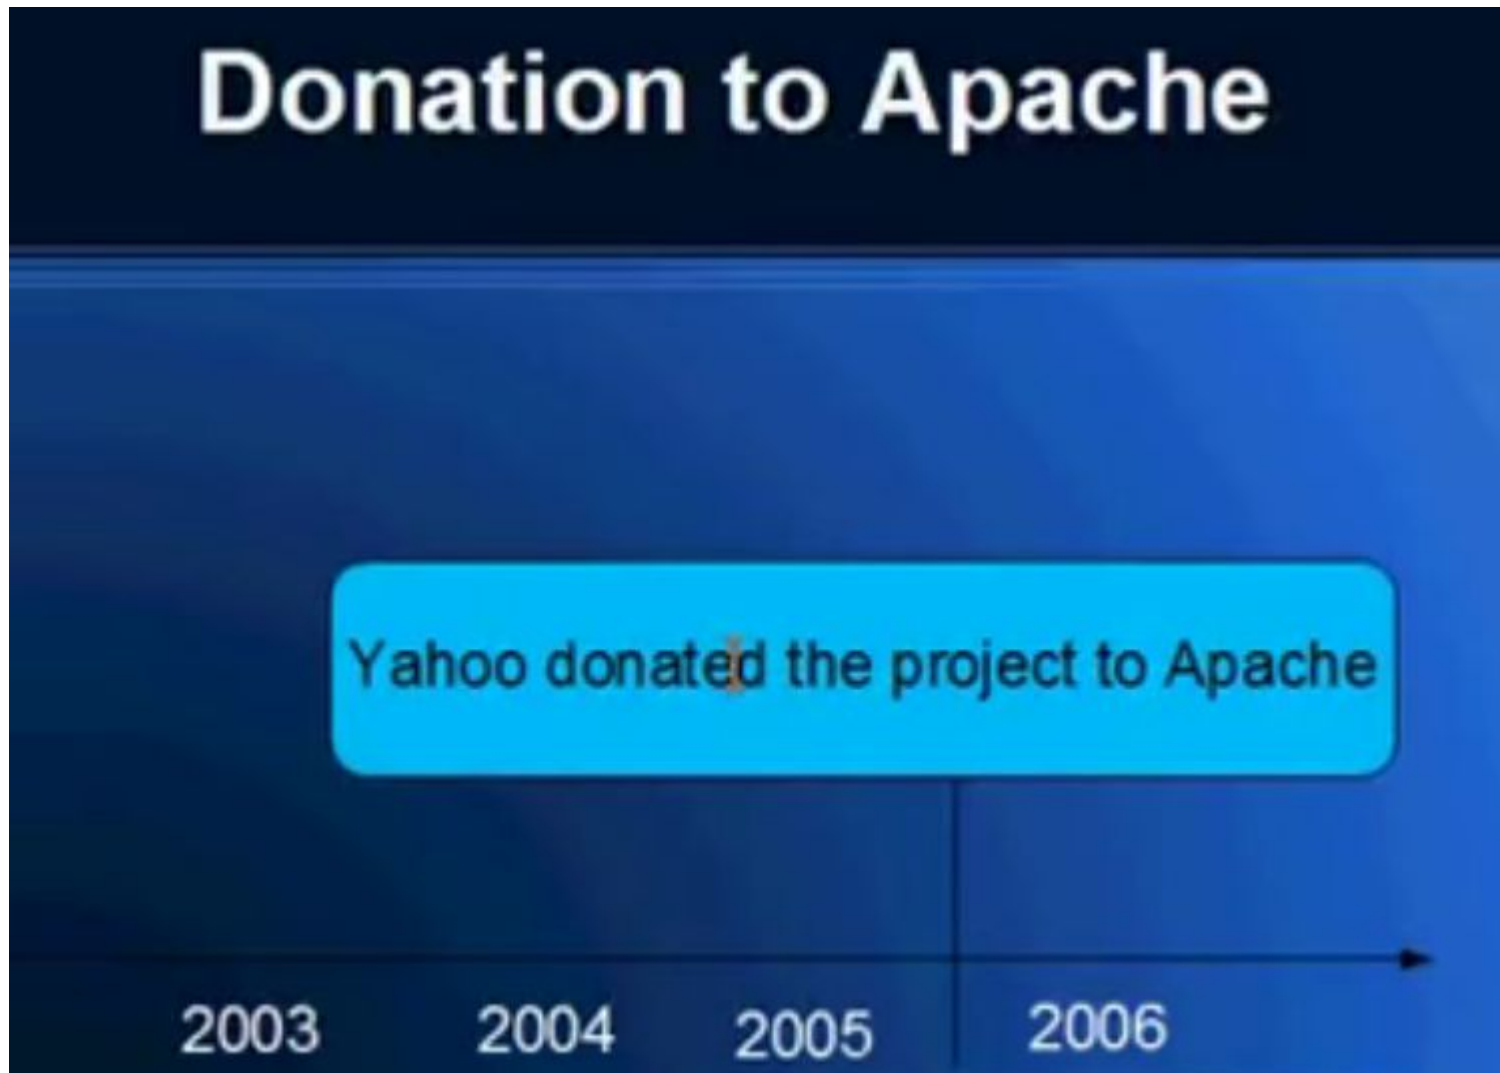 Donation to Apache
Yahoo donated the project to Apache
2003 2004 2005 2006